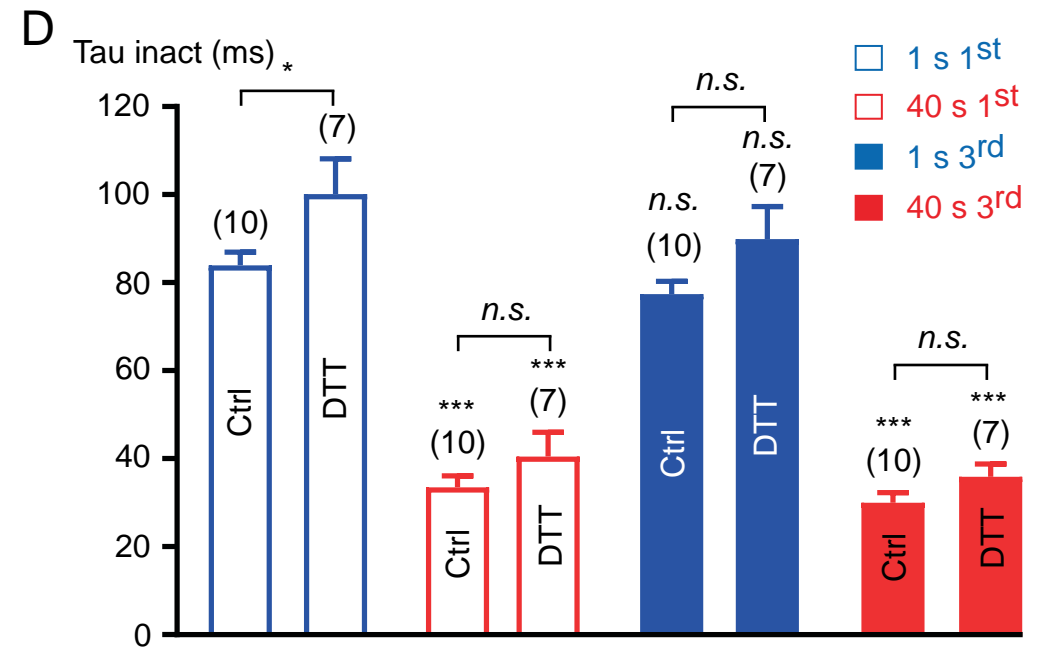 D
Tau inact (ms)
*
n.s.
1 s 1st
40 s 1st
1 s 3rd
40 s 3rd
120
100
80
60
40
20
0
(10)
Ctrl
(7)
DTT
n.s.
***
(10)
Ctrl
***
(7)
DTT
n.s.
(10)
Ctrl
n.s.
(7)
DTT
n.s.
***
(10)
Ctrl
***
(7)
DTT